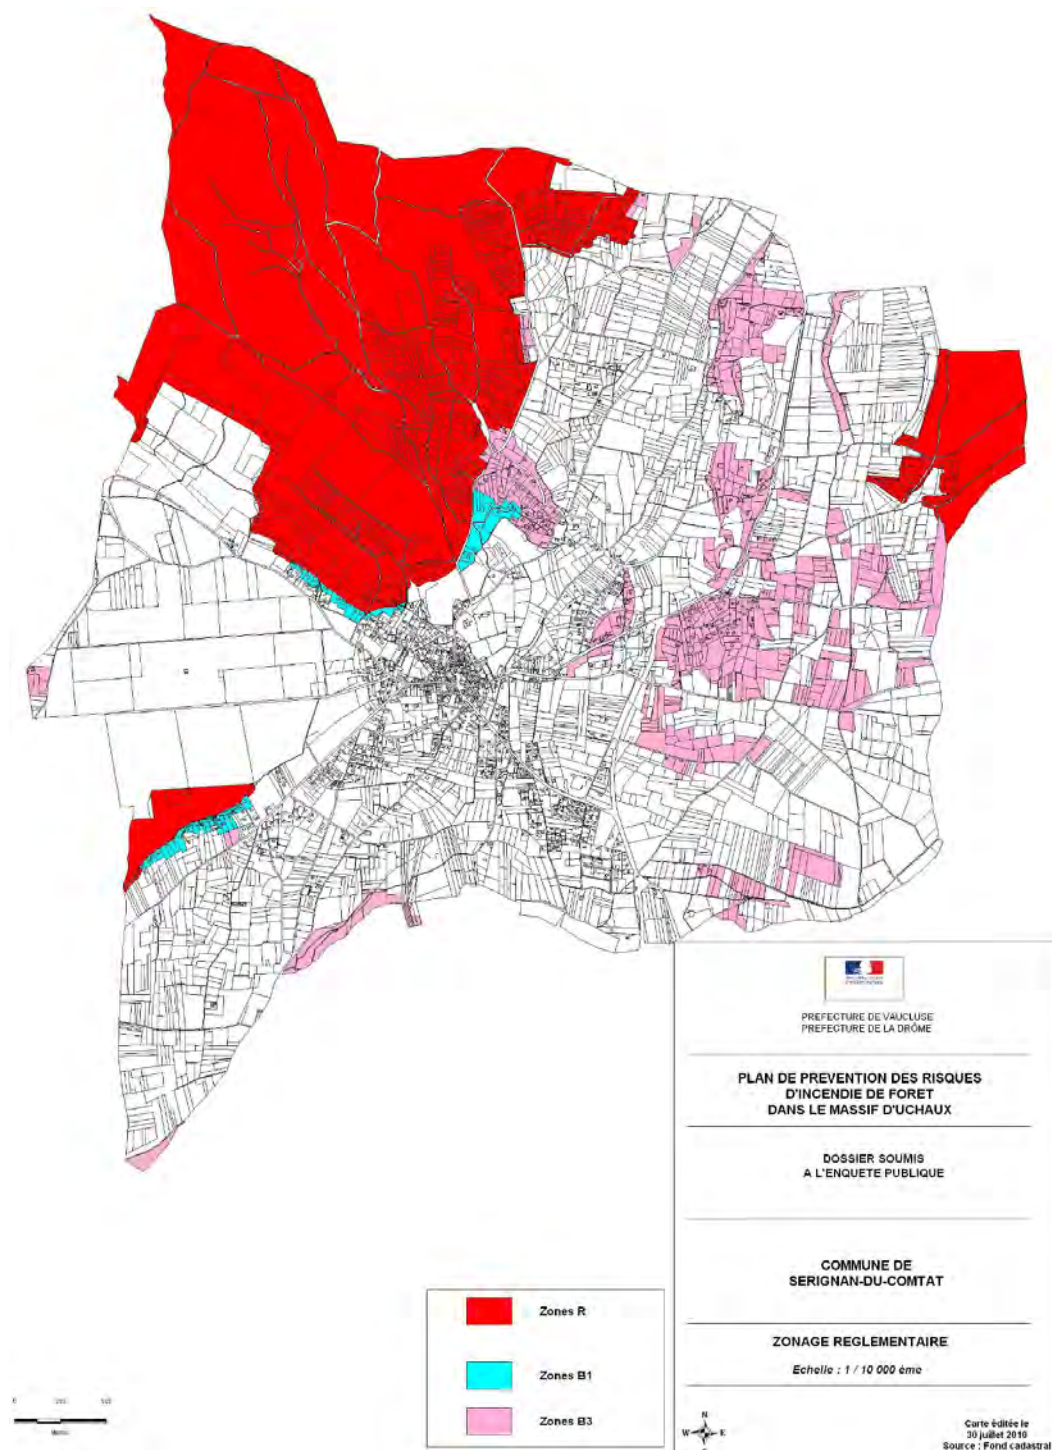 PREFECTURE DE VAUCLUSE
PREFECTURE DE LA DRÔME
PLAN DE PREVENTION DES RISQUES
D'INCENDIE DE FORET
DANS LE MASSIF D'UCHAUX
DOSSIER SOUMIS
A L'ENQUETE PUBLIQUE
COMMUNE DE
SERIGNAN-DU-COMTAT
ZONAGE REGLEMENTAIRE
Echelle : 1 / 10 000 ème
Zones R
Zones B1
Zones B3
N
W E
Carte éditée le
30 juillet 2010
Source : Fond cadastral